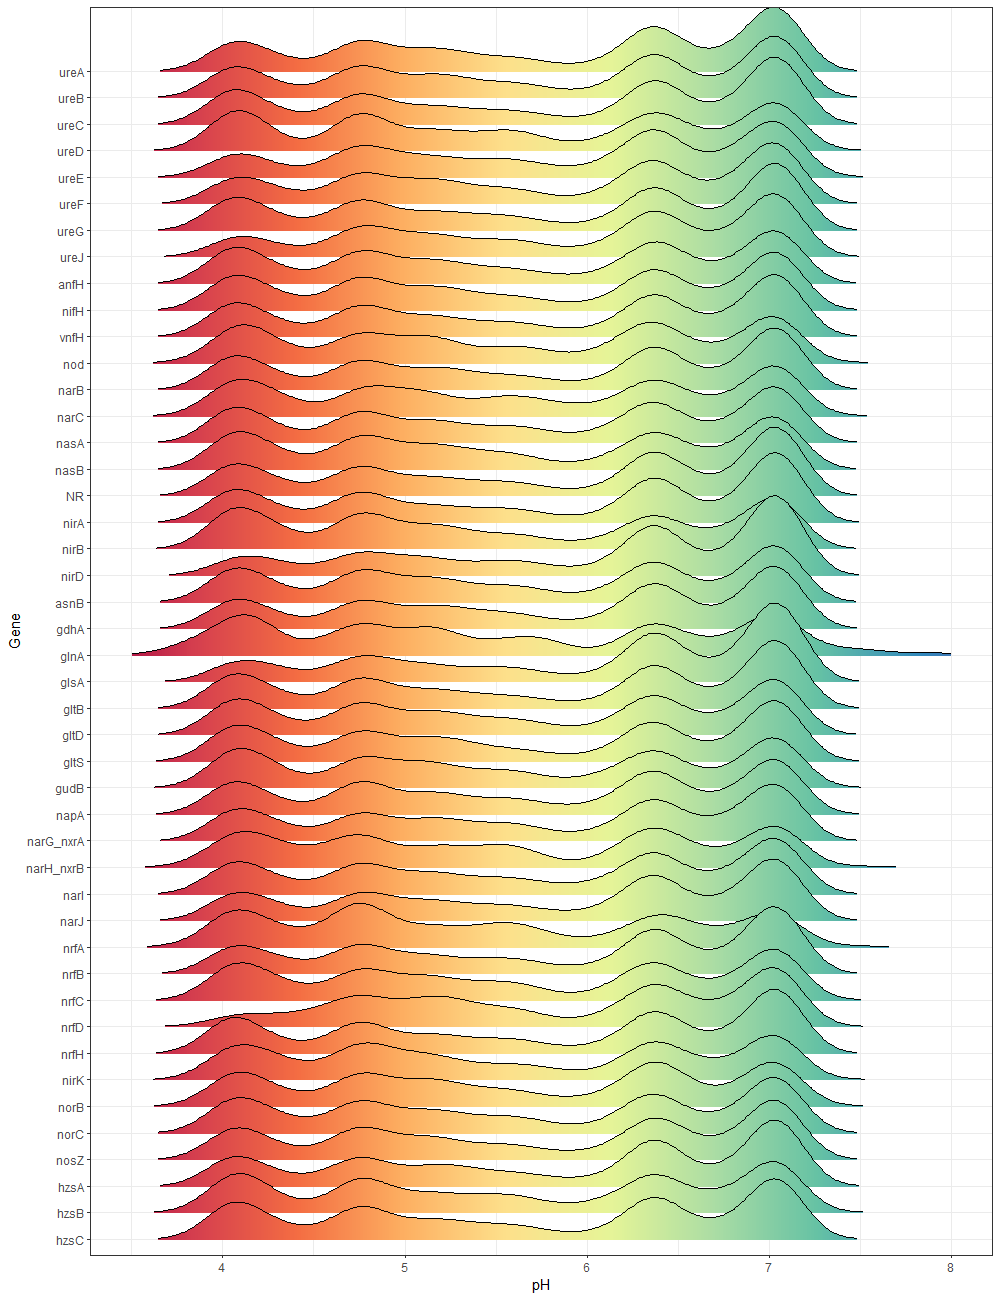 ureA
ureB
ureC
ureD
ureE
ureF
ureG
ureJ
anfH
nifH
vnfH
nod
narB
narC
nasA
nasB
NR
nirA
nirB
nirD
asnB
gdhA
glnA
glsA
gltB
gltD
gltS
gudB
napA
narG_nxrA
narH_nxrB
narI
narJ
nrfA
nrfB
nrfC
nrfD
nrfH
nirK
norB
norC
nosZ
hzsA
hzsB
hzsC
Gene
4 5 6 7 8
pH